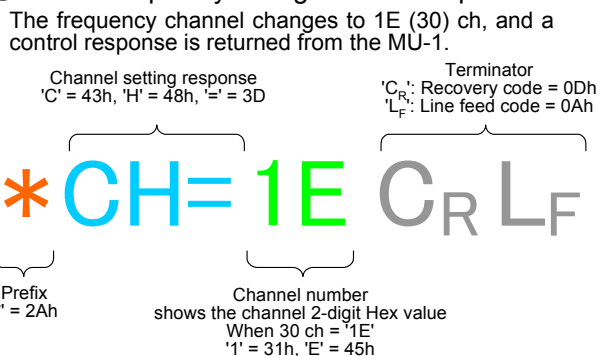 The frequency channel changes to 1E (30) ch, and a
control response is returned from the MU-1.
Channel setting response
'C' = 43h, 'H' = 48h, '=' = 3D
Terminator
'CR': Recovery code = 0Dh
'LF': Line feed code = 0Ah
*CH=1E CR LF
Prefix
' = 2Ah
Channel number
shows the channel 2-digit Hex value
When 30 ch = '1E'
'1' = 31h, 'E' = 45h